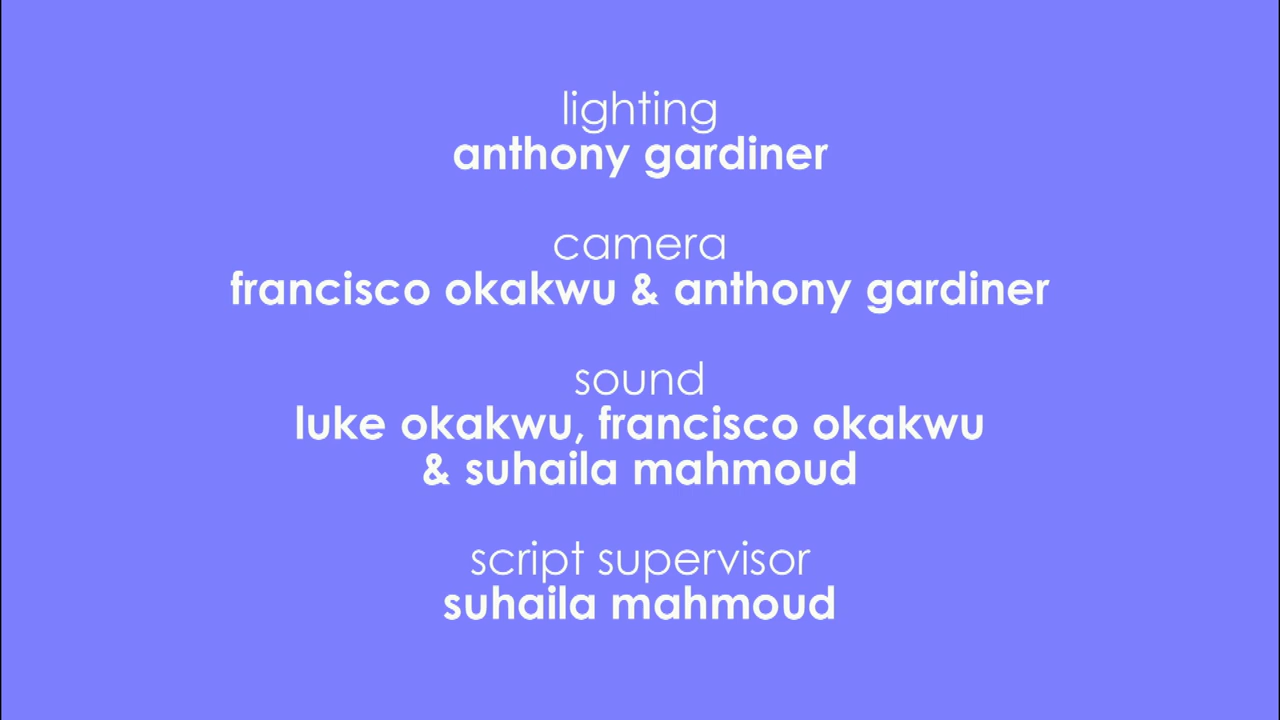 lighting
anthony gardiner
camera
francisco okakwu & anthony gardiner
sound
luke okakwu, francisco okakwu
& suhaila mahmoud
script supervisor
suhaila mahmoud